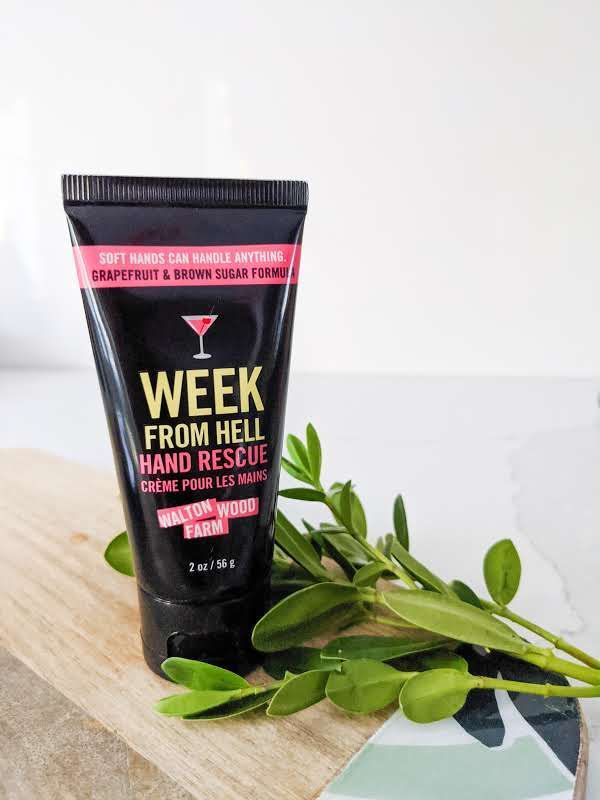 SOFT HANDS CAN HANDLE ANYTHING.
GRAPEFRUIT & BROWN SUGAR FORMULA
WEEK
FROM HELL
HAND RESCUE
CRÈME POUR LES MAINS
WALTON WOOD
FARM
2 oz / 56 g